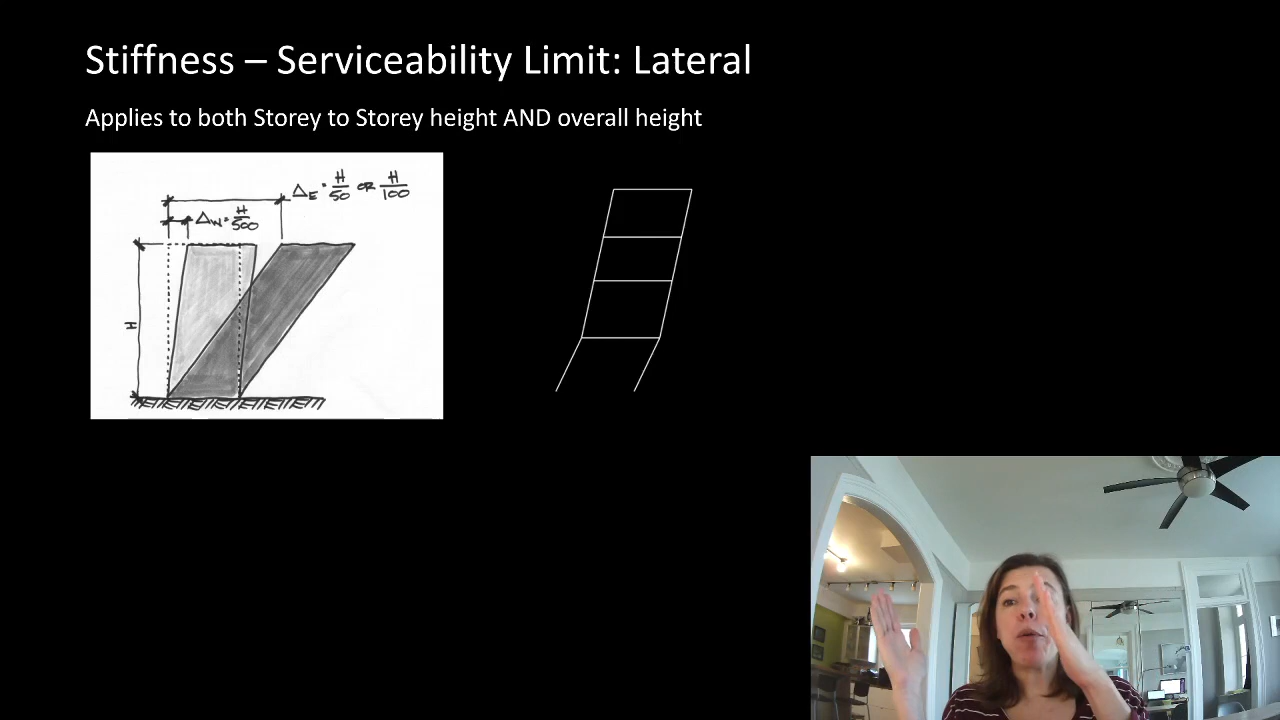 Stiffness – Serviceability Limit: Lateral
Applies to both Storey to Storey height AND overall height
ΔE = H/50 OR H/100
ΔW = H/500
H